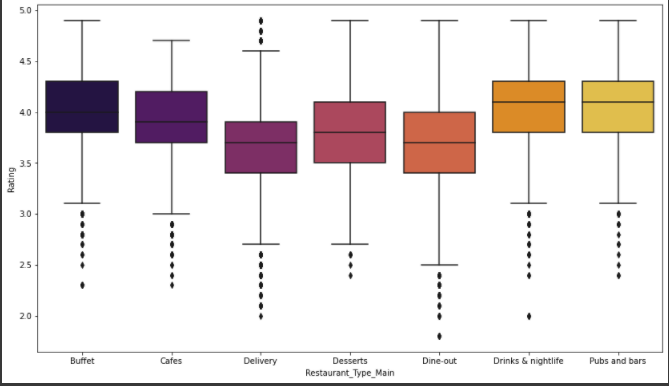 5.0
4.5
4.0
3.5
3.0
2.5
2.0
Rating
Buffet Cafes Delivery Desserts Dine-out Drinks & nightlife Pubs and bars
Restaurant_Type_Main